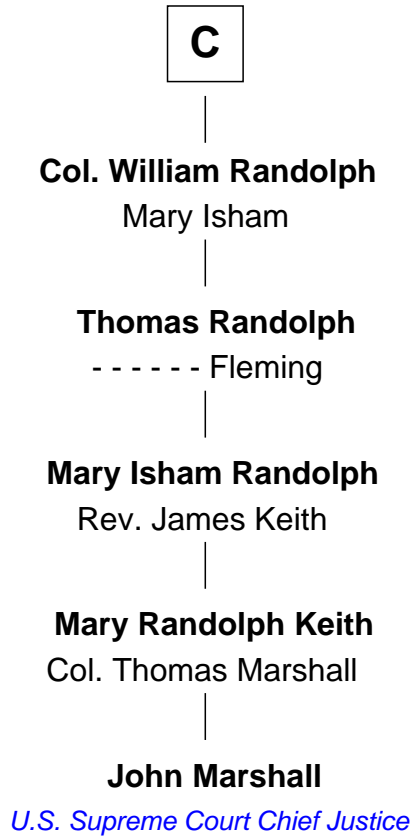 C
Col. William Randolph
Mary Isham
Thomas Randolph
- - - - - - Fleming
Mary Isham Randolph
Rev. James Keith
Mary Randolph Keith
Col. Thomas Marshall
John Marshall
U.S. Supreme Court Chief Justice